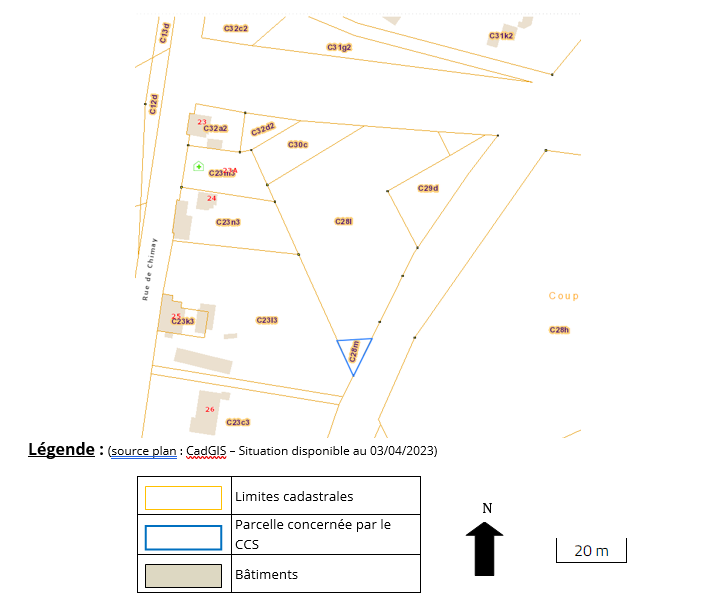 C13d
C32c2
C31g2
C31k2
C12d
23
C32a2
C32d2
C30c
C23m3
23A
24
C29d
C23n3
C28l
Rue de Chimay
Coup
25
C23k3
C23l3
C28h
C28m
26
C23c3
Légende : (source plan : CadGIS – Situation disponible au 03/04/2023)
Limites cadastrales
Parcelle concernée par le
CCS
Bâtiments
N
20 m